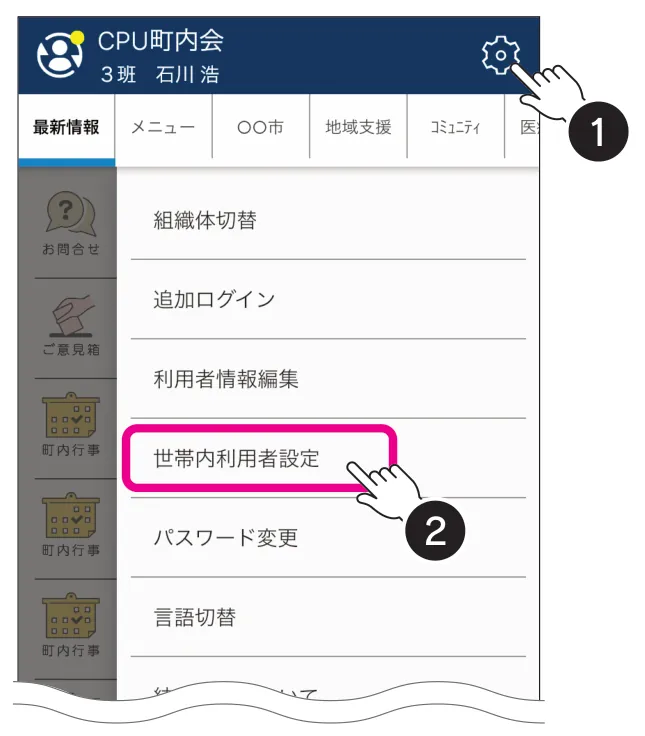 CPU町内会
3班 石川 浩
1
最新情報 メニュー 〇〇市 地域支援 コミュニティ 医
お問合せ
ご意見箱
町内行事
町内行事
町内行事
組織体切替
追加ログイン
利用者情報編集
世帯内利用者設定
2
パスワード変更
言語切替